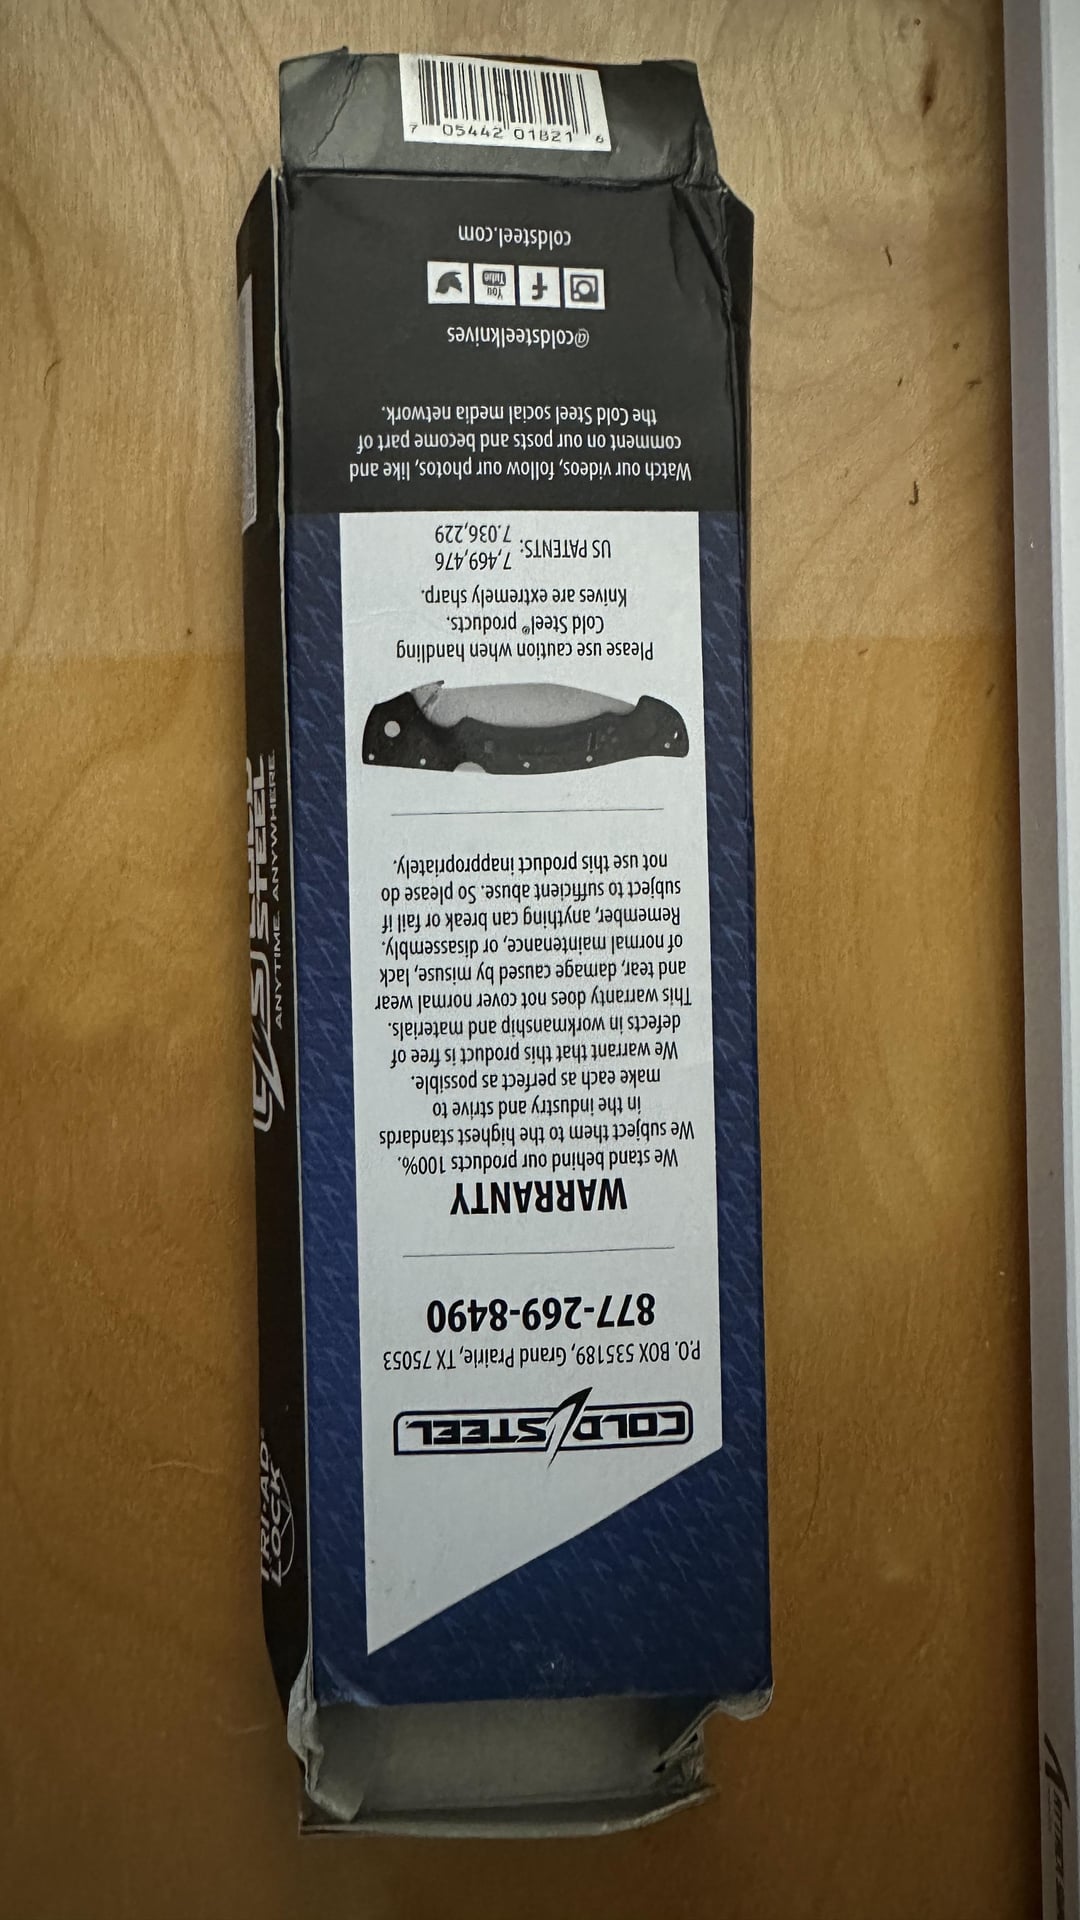 COLD STEEL
P.O. BOX 535189, Grand Prairie, TX 75053
877-269-8490
WARRANTY
We stand behind our products 100%.
We subject them to the highest standards
in the industry and strive to
make each as perfect as possible.
We warrant that this product is free of
defects in workmanship and materials.
This warranty does not cover normal wear
and tear, damage caused by misuse, lack
of normal maintenance, or disassembly.
Remember, anything can break or fail if
subject to sufficient abuse. So please do
not use this product inappropriately.
Please use caution when handling
Cold Steel® products.
Knives are extremely sharp.
US PATENTS: 7,469,476
7.036,229
Watch our videos, follow our photos, like and
comment on our posts and become part of
the Cold Steel social media network.
@coldsteelknives
You
Tube
coldsteel.com
7 05442 01821 6
TRI-AD®
LOCK
COLD
STEEL
ANYTIME. ANYWHERE.